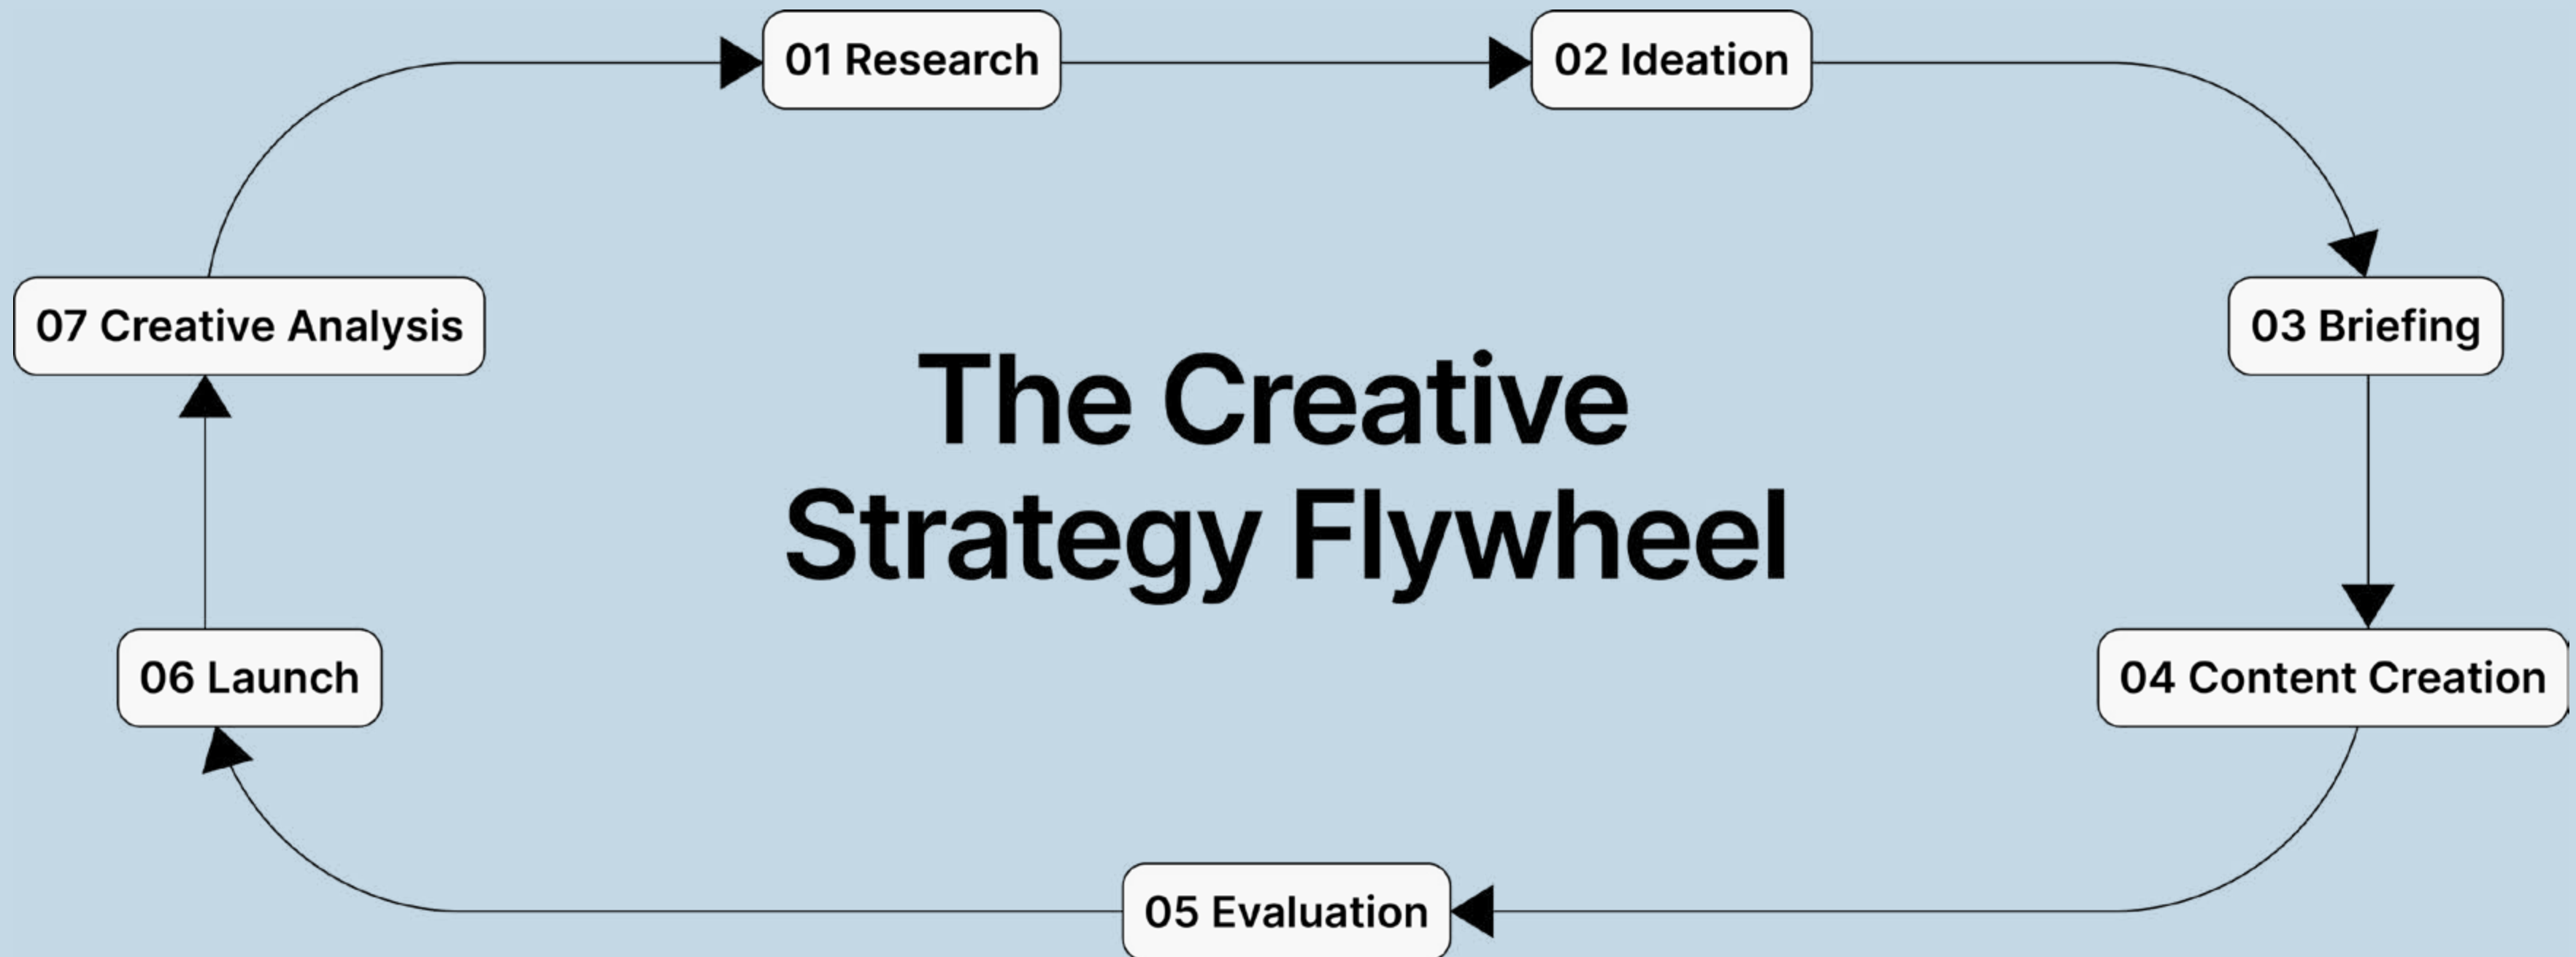 01 Research
02 Ideation
03 Briefing
04 Content Creation
05 Evaluation
06 Launch
07 Creative Analysis
The Creative
Strategy Flywheel